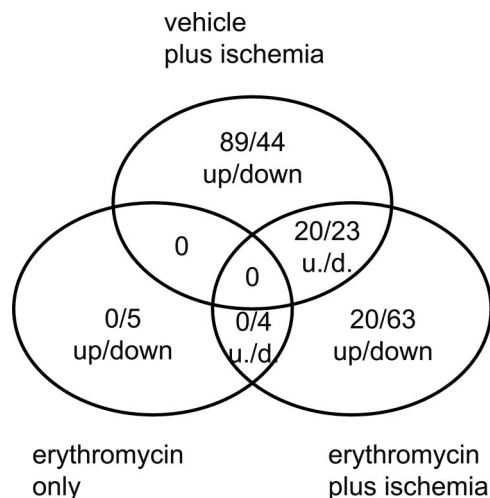 vehicle
plus ischemia
89/44
up/down
0
20/23
u./d.
0
0/5
up/down
0/4
u./d.
20/63
up/down
erythromycin
only
erythromycin
plus ischemia